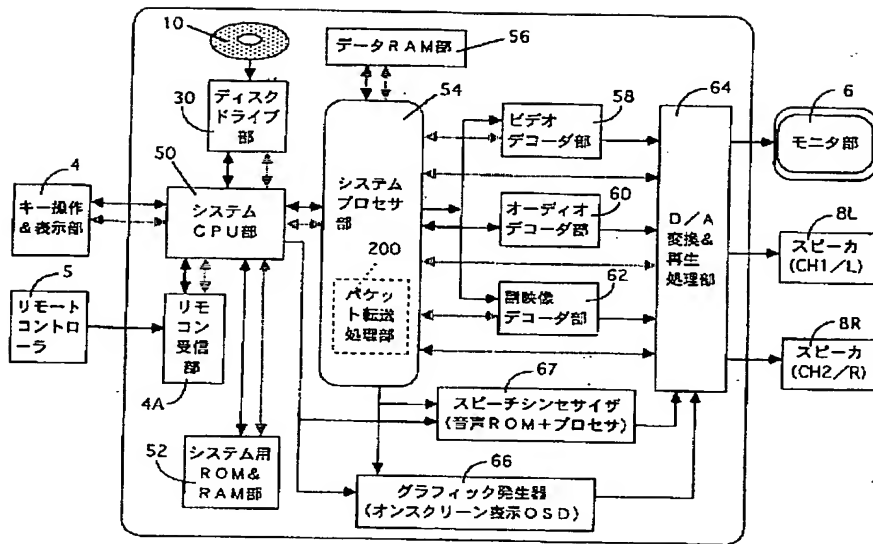 10
データRAM部
56
ディスク
ドライブ
部
30
54
58
ビデオ
デコーダ部
64
6
モニタ部
50
4
キー操作
&表示部
システム
CPU部
システム
プロセサ
部
オーディオ
デコーダ部
60
D/A
変換&
再生
処理部
8L
スピーカ
(CH1/L)
200
パケッ
ト転送
処理部
62
副映像
デコーダ部
5
リモート
コントロ
ーラ
リモ
コン
受信
部
4A
8R
スピーカ
(CH2/R)
67
スピーチシンセサイザ
(音声ROM+プロセサ)
52
システム用
ROM&
RAM部
66
グラフィック発生器
(オンスクリーン表示OSD)